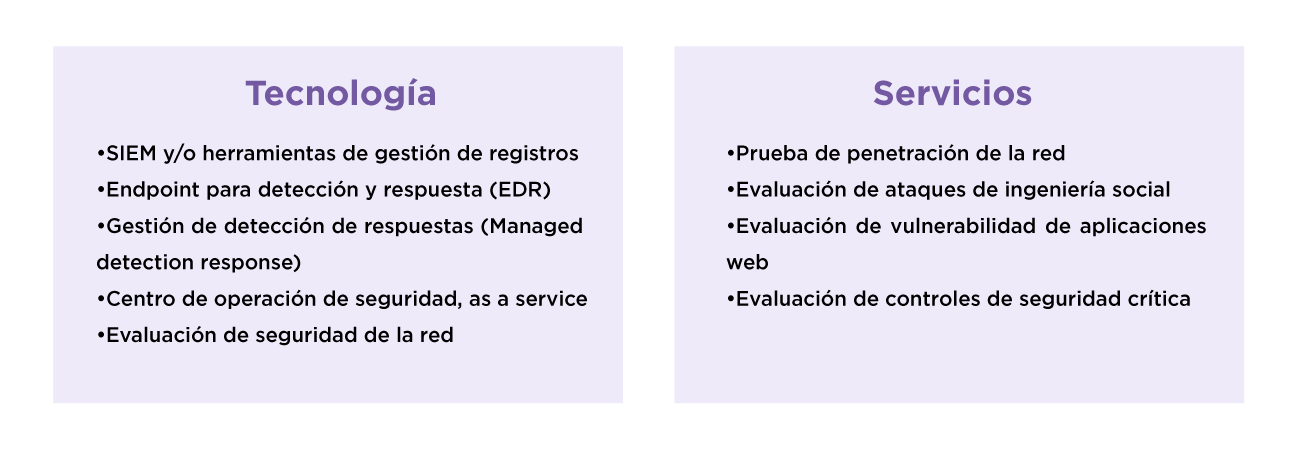 Tecnología
•SIEM y/o herramientas de gestión de registros
•Endpoint para detección y respuesta (EDR)
•Gestión de detección de respuestas (Managed
detection response)
•Centro de operación de seguridad, as a service
•Evaluación de seguridad de la red
Servicios
•Prueba de penetración de la red
•Evaluación de ataques de ingeniería social
•Evaluación de vulnerabilidad de aplicaciones
web
•Evaluación de controles de seguridad crítica